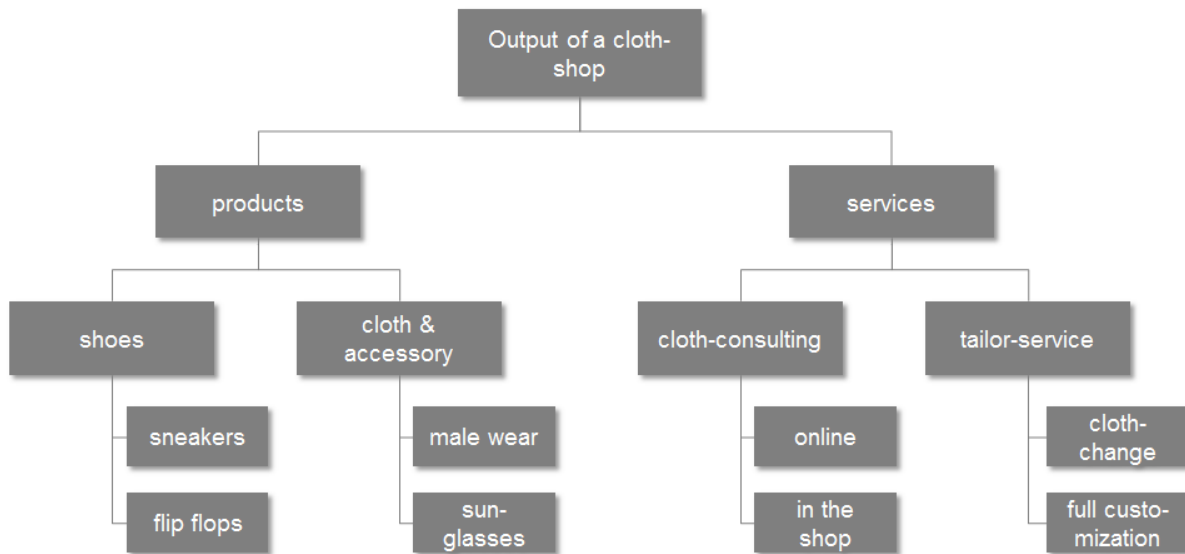 Output of a cloth-
shop
products
services
shoes
cloth &
accessory
cloth-consulting
tailor-service
sneakers
male wear
online
cloth-
change
flip flops
sun-
glasses
in the
shop
full custo-
mization